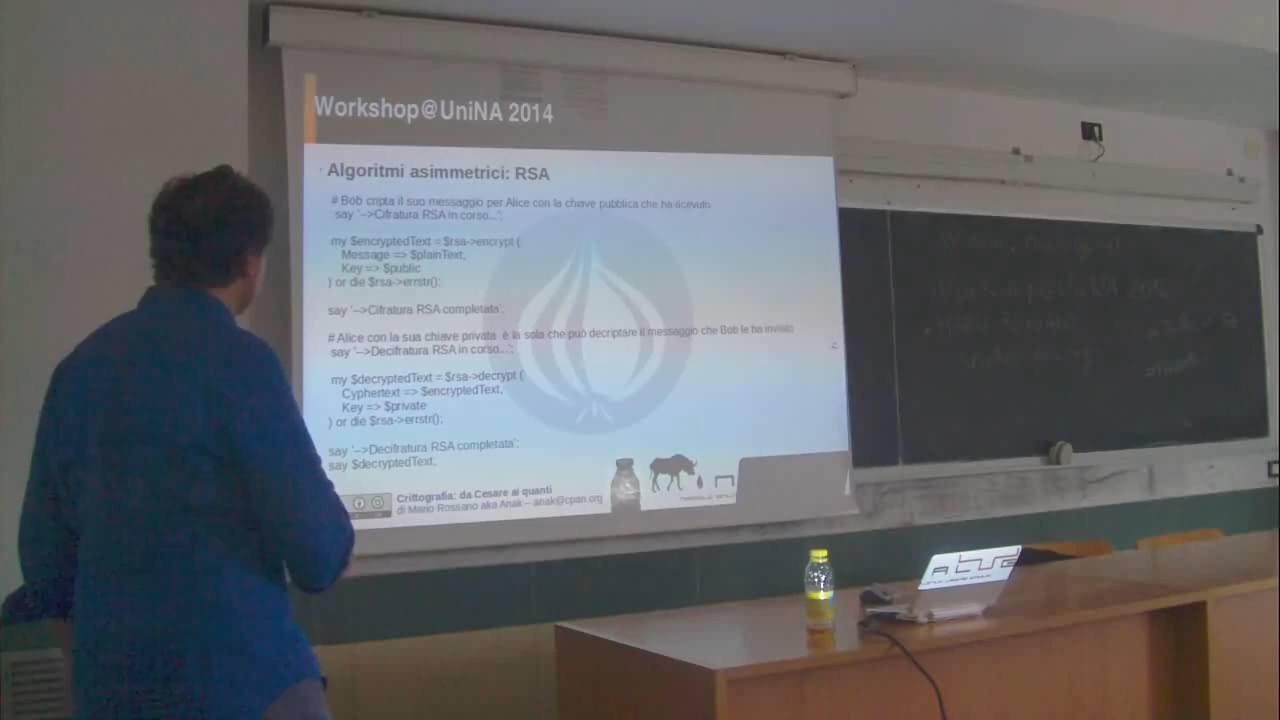 Workshop@UniNA 2014
Algoritmi asimmetrici: RSA
# Bob cripta il suo messaggio per Alice con la chiave pubblica che ha ricevuto
say '-->Cifratura RSA in corso...';
my $encryptedText = $rsa->encrypt (
Message => $plainText,
Key => $public
) or die $rsa->errstr();
say '-->Cifratura RSA completata';
# Alice con la sua chiave privata è la sola che può decriptare il messaggio che Bob le ha inviato
say '-->Decifratura RSA in corso...';
my $decryptedText = $rsa->decrypt (
Cyphertext => $encryptedText,
Key => $private
) or die $rsa->errstr();
say '-->Decifratura RSA completata';
say $decryptedText;
Crittografia: da Cesare ai quanti
di Mario Rossano aka Anak – anak@cpan.org